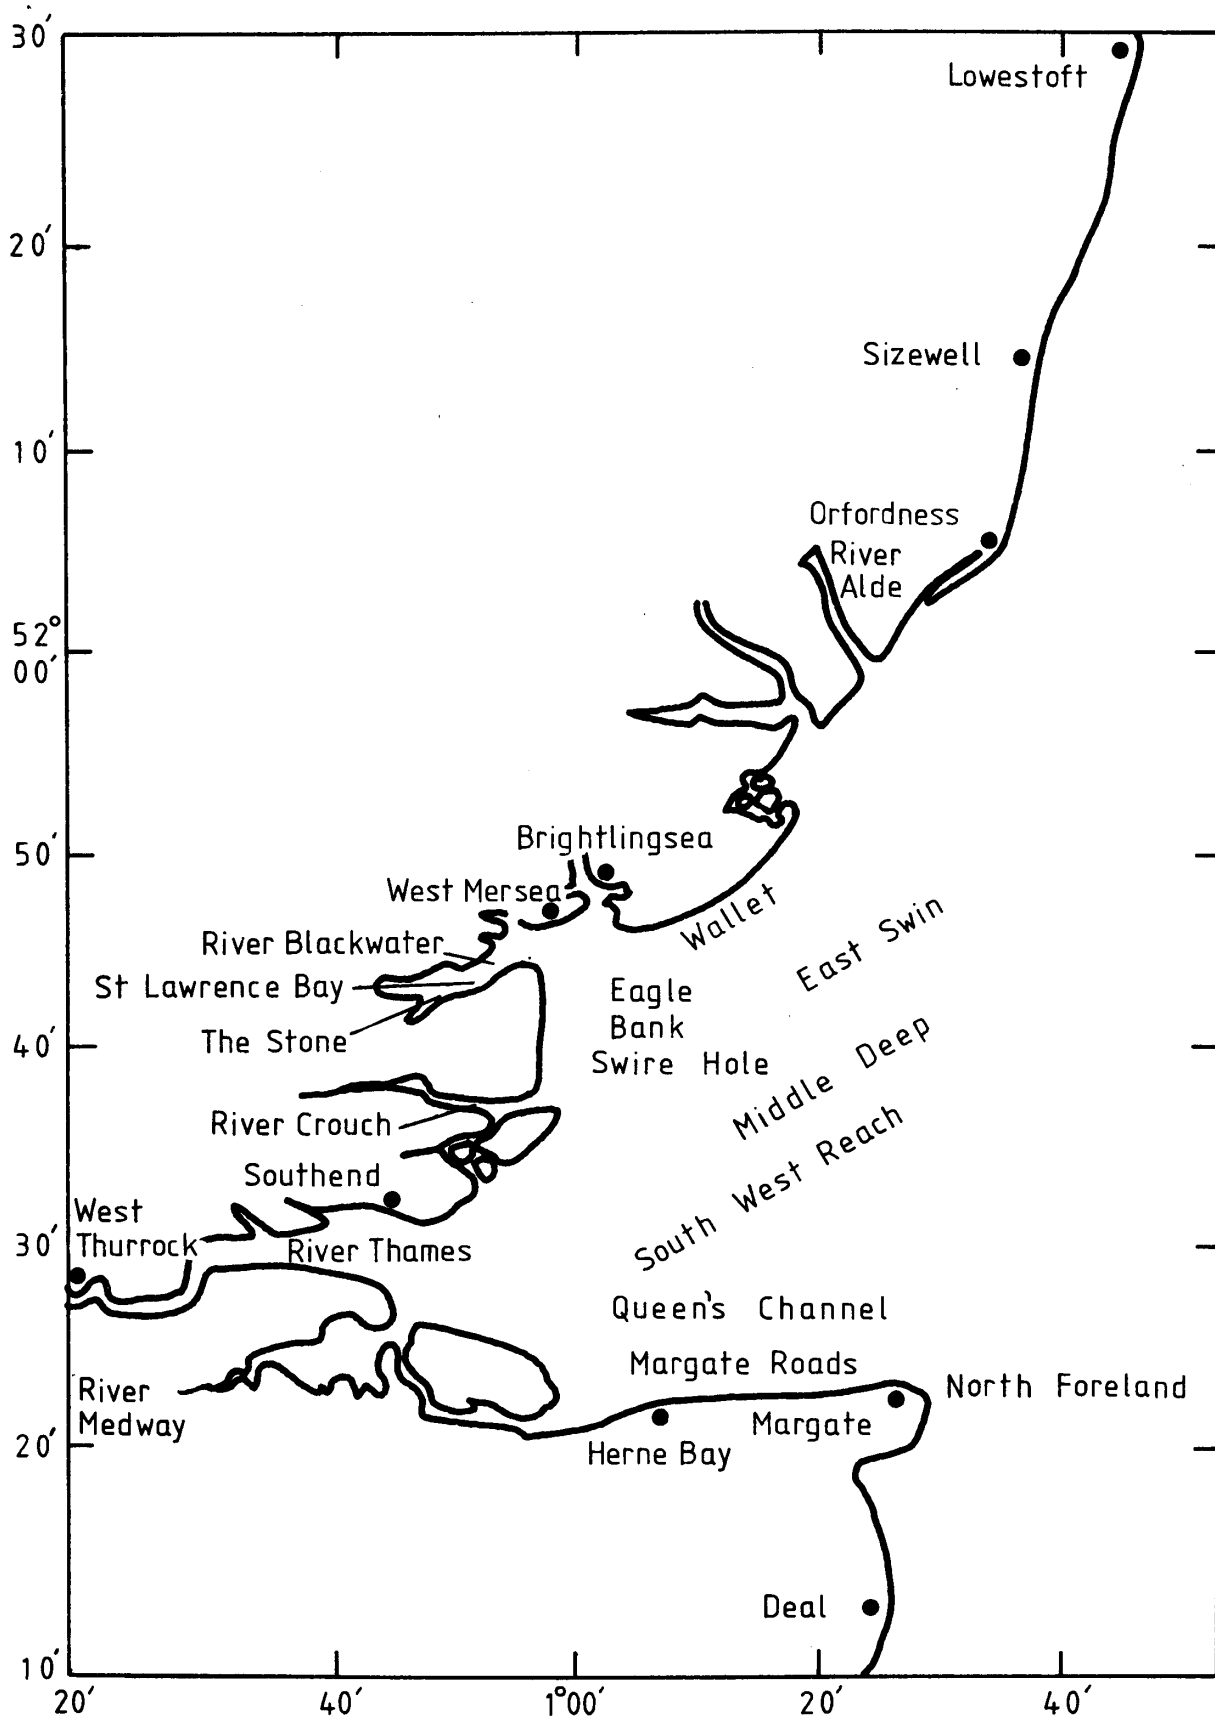 30′
Lowestoft
20′
Sizewell
10′
Orfordness
River
Alde
52°
00′
50′
Brightlingsea
West Mersea
Wallet
East Swin
River Blackwater
St Lawrence Bay
Eagle
Bank
The Stone
40′
Swire Hole
Middle Deep
River Crouch
South West Reach
Southend
West
Thurrock
30′
River Thames
Queen's Channel
Margate Roads
North Foreland
River
Medway
Margate
20′
Herne Bay
Deal
10′
20′ 40′ 1°00′ 20′ 40′